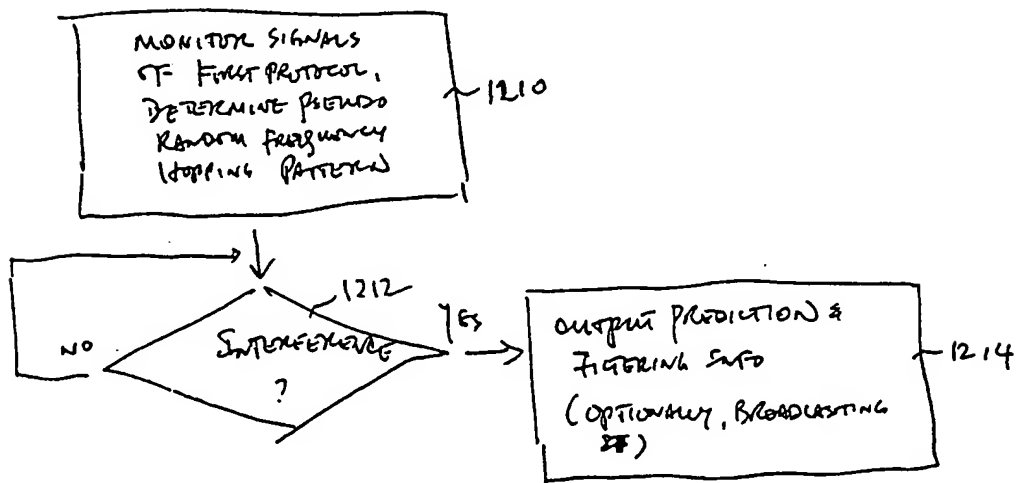 MONITOR SIGNALS
OF FIRST PROTOCOL,
DETERMINE PSEUDO
RANDOM FREQUENCY
HOPPING PATTERN
1210
1212
INTERFERENCE
?
NO
YES
OUTPUT PREDICTION &
FILTERING INFO
(OPTIONALLY, BROADCASTING
)
1214